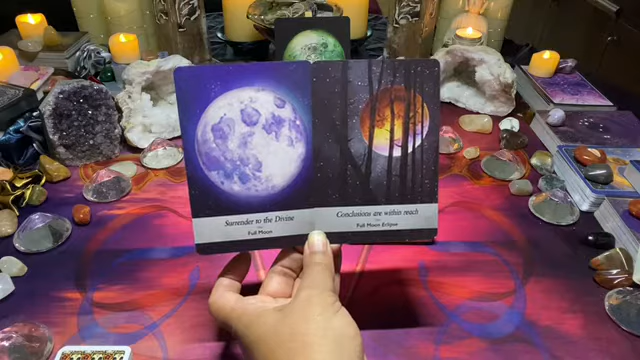 Surrender to the Divine
Full Moon
Conclusions are within reach
Full Moon Eclipse